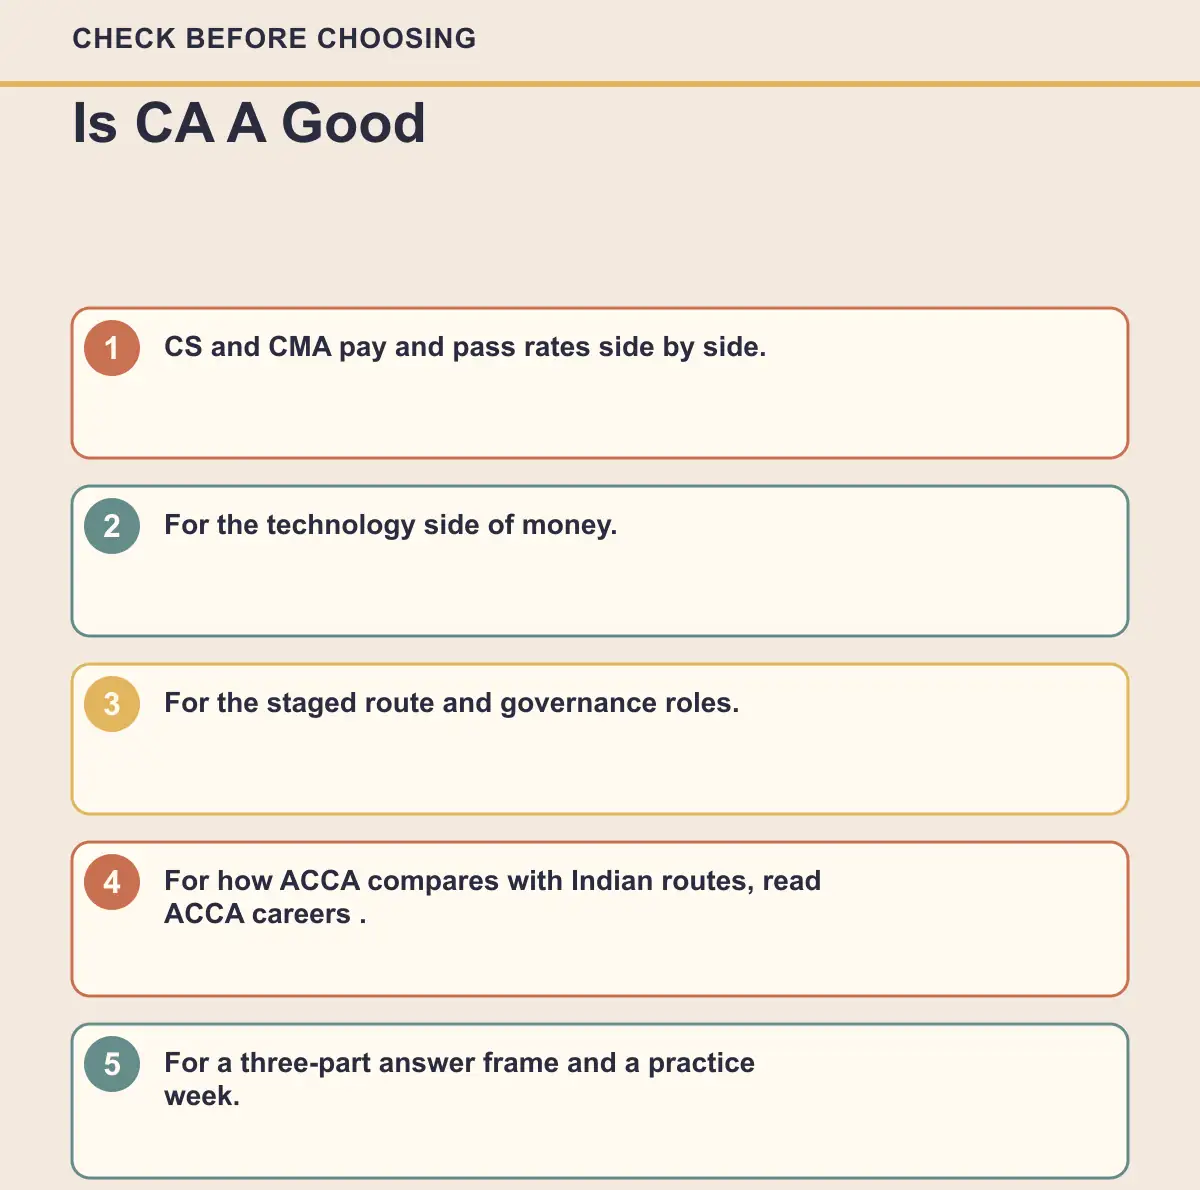 CHECK BEFORE CHOOSING
Is CA A Good
1
CS and CMA pay and pass rates side by side.
2
For the technology side of money.
3
For the staged route and governance roles.
4
For how ACCA compares with Indian routes, read
ACCA careers .
5
For a three-part answer frame and a practice
week.